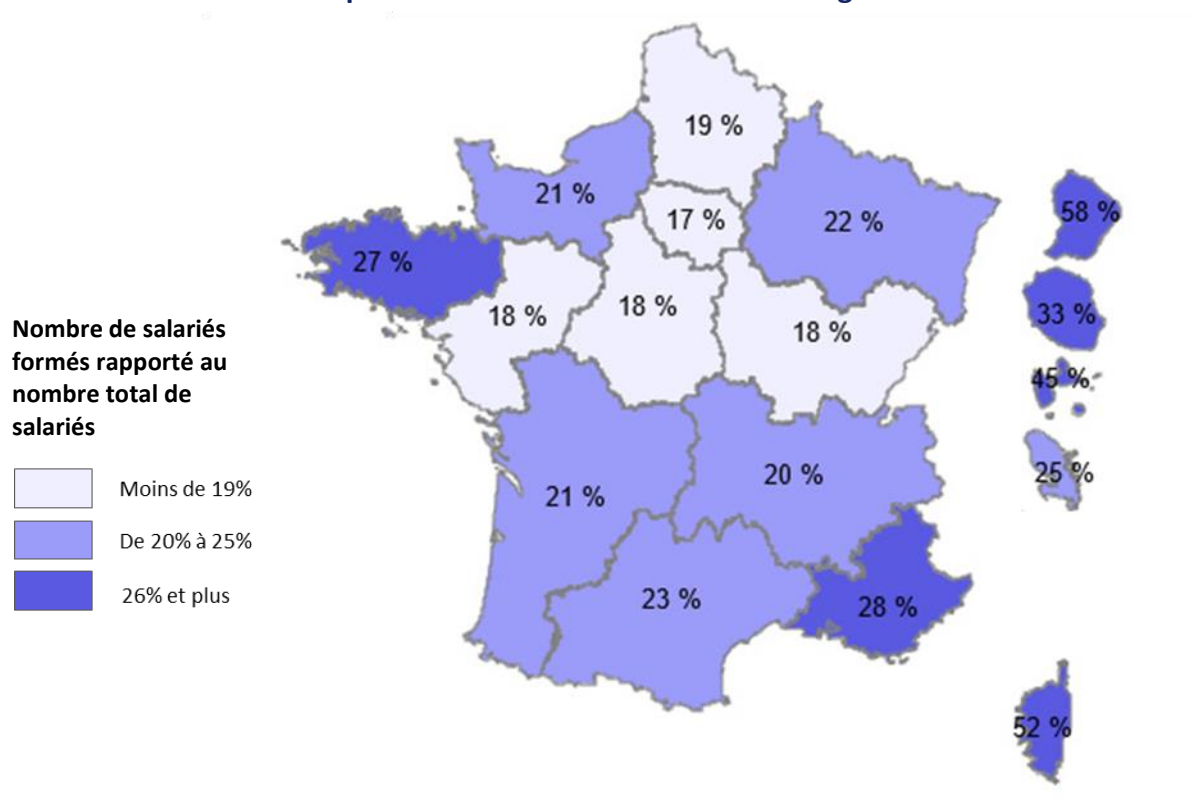 19 %
21 %
17 %
22 %
58 %
27 %
18 %
18 %
18 %
33 %
Nombre de salariés
formés rapporté au
nombre total de
salariés
45 %
Moins de 19%
De 20% à 25%
26% et plus
21 %
20 %
25 %
23 %
28 %
52 %